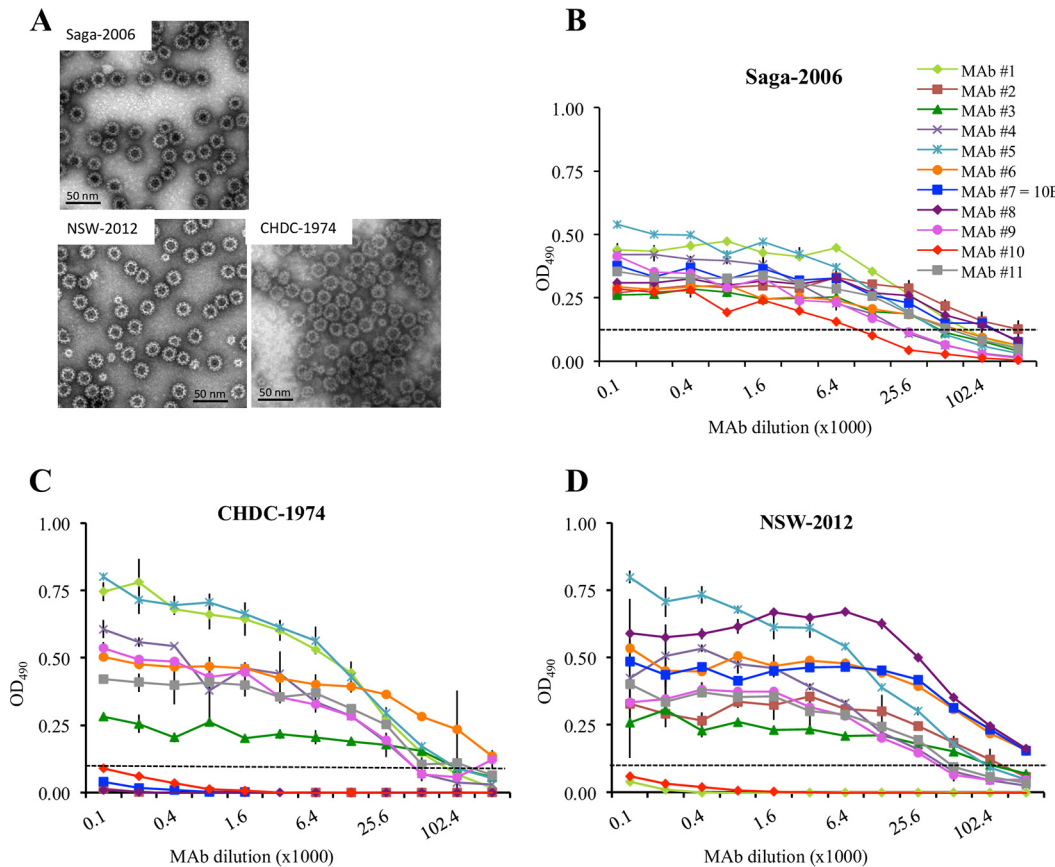 A
Saga-2006
50 nm
NSW-2012
50 nm
CHDC-1974
50 nm
B
Saga-2006
1.00
0.75
0.50
0.25
0.00
OD490
0.1
0.4
1.6
6.4
25.6
102.4
MAb dilution (x1000)
MAb #1
MAb #2
MAb #3
MAb #4
MAb #5
MAb #6
MAb #7 = 10E
MAb #8
MAb #9
MAb #10
MAb #11
C
CHDC-1974
1.00
0.75
0.50
0.25
0.00
OD490
0.1
0.4
1.6
6.4
25.6
102.4
MAb dilution (x1000)
D
NSW-2012
1.00
0.75
0.50
0.25
0.00
OD490
0.1
0.4
1.6
6.4
25.6
102.4
MAb dilution (x1000)